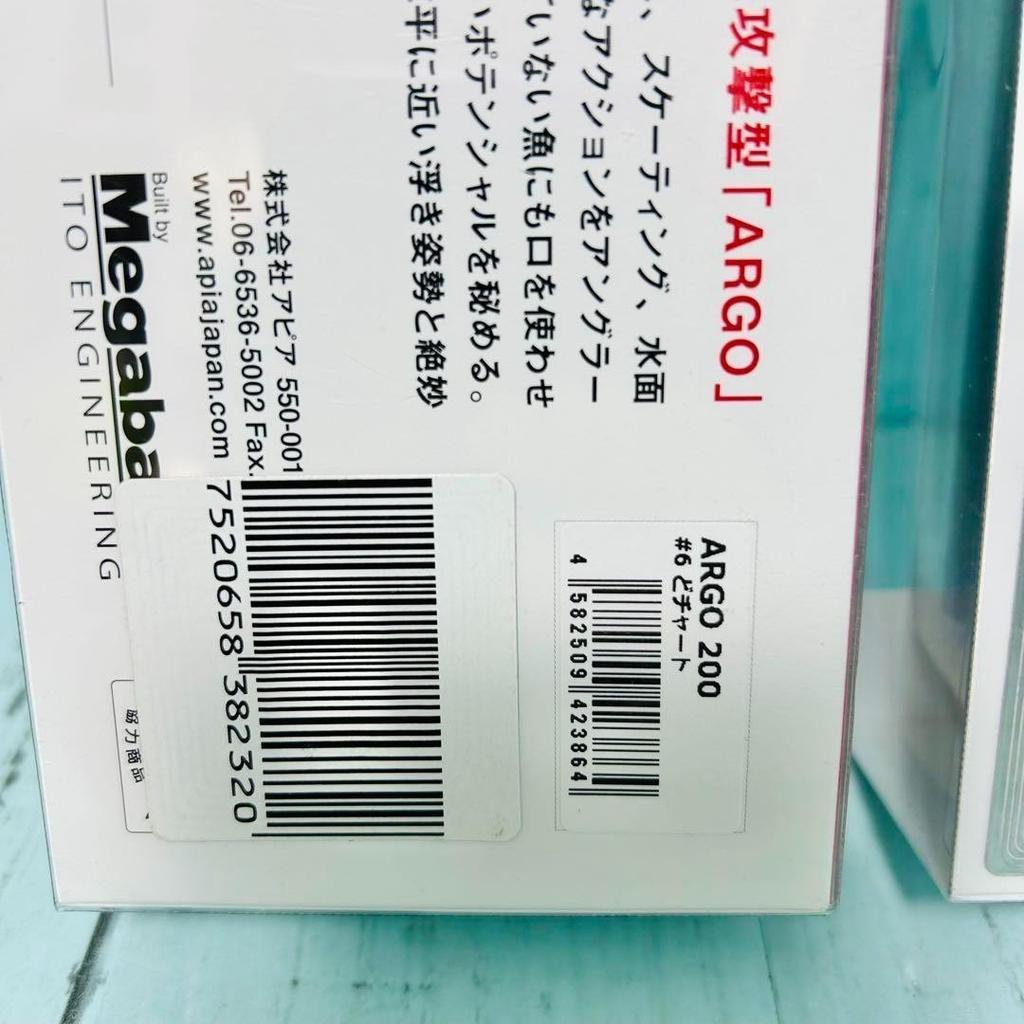 攻撃型「ARGO」
、スケーティング、水面
なアクションをアングラー
いない魚にも口を使わせ
いポテンシャルを秘める。
平に近い浮き姿勢と絶妙
株式会社アピア 550-001
Tel.06-6536-5002 Fax.
www.apiajapan.com
Built by
Megaba
ITO ENGINEERING
ARGO 200
#6 どチャート
4 582509 423864
7520658 382320
協力商品